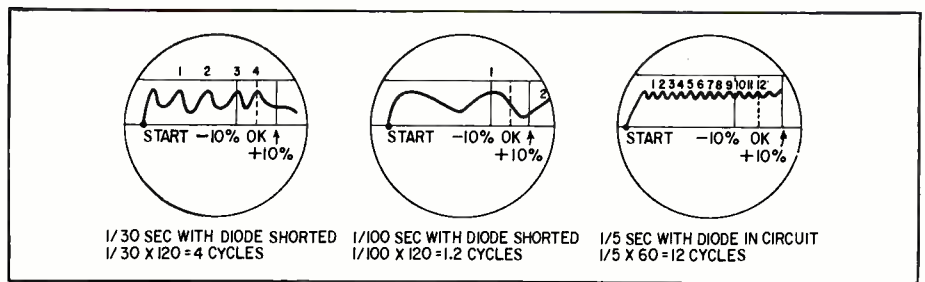 1 2 3 4
START -10% OK ↑
+10%
1/30 SEC WITH DIODE SHORTED
1/30 X 120 = 4 CYCLES
1
2
START -10% OK ↑
+10%
1/100 SEC WITH DIODE SHORTED
1/100 X 120 = 1.2 CYCLES
1 2 3 4 5 6 7 8 9 10 11 12
START -10% OK ↑
+10%
1/5 SEC WITH DIODE IN CIRCUIT
1/5 X 60 = 12 CYCLES